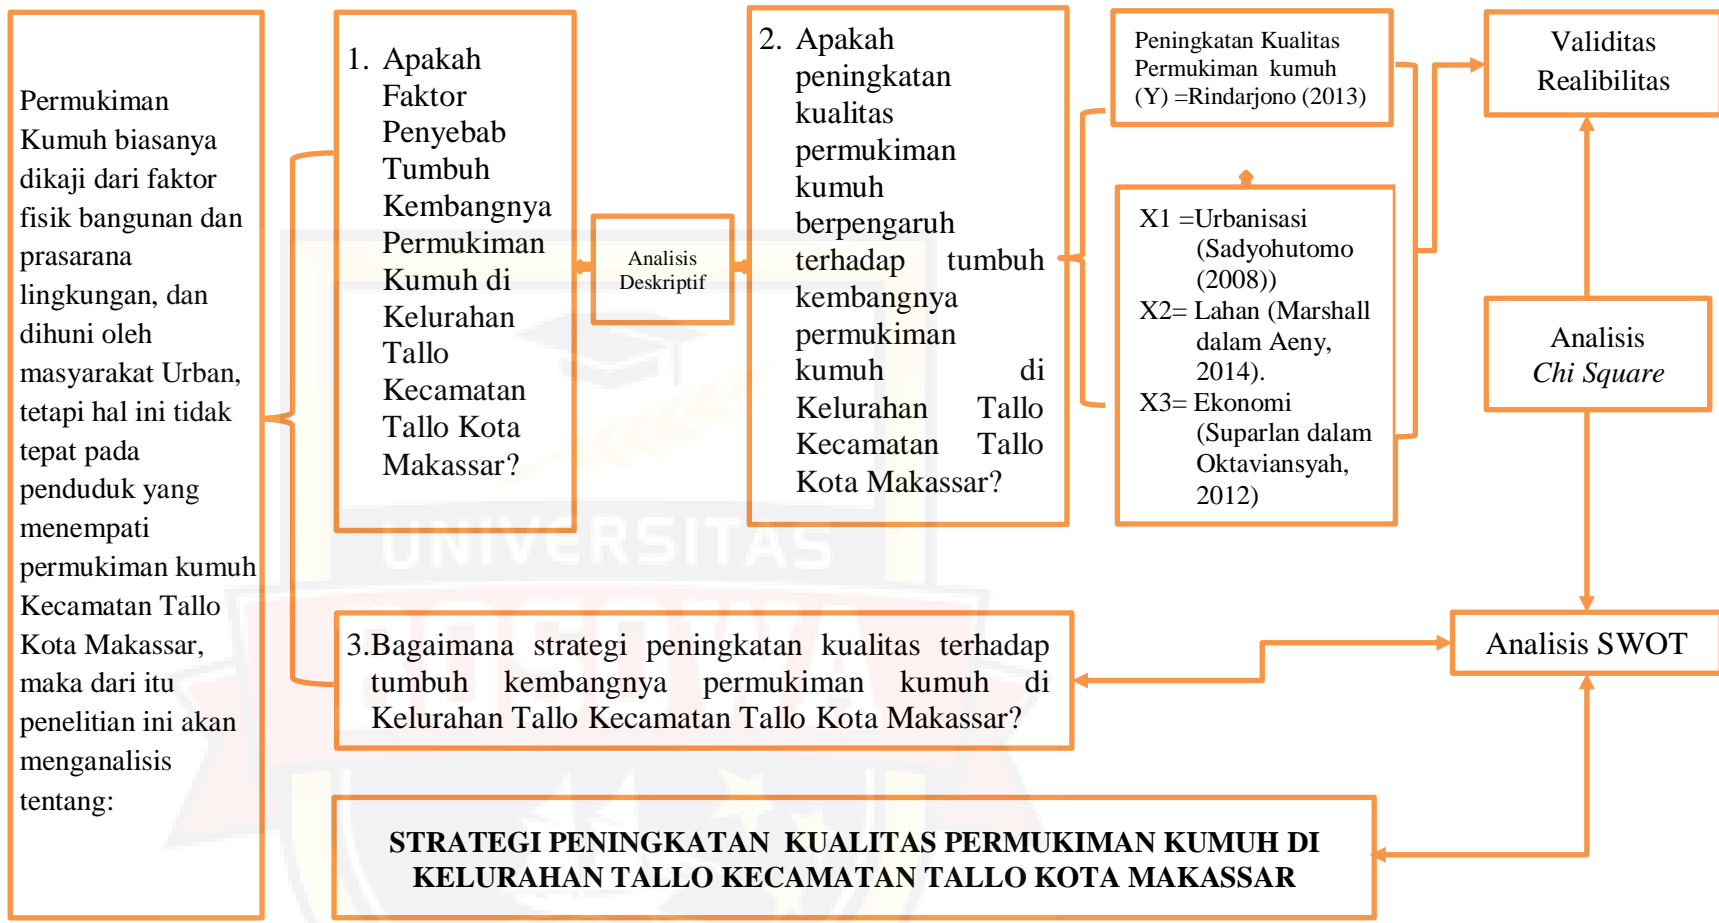 Permukiman
Kumuh biasanya
dikaji dari faktor
fisik bangunan dan
prasarana
lingkungan, dan
dihuni oleh
masyarakat Urban,
tetapi hal ini tidak
tepat pada
penduduk yang
menempati
permukiman kumuh
Kecamatan Tallo
Kota Makassar,
maka dari itu
penelitian ini akan
menganalisis
tentang:
1. Apakah
Faktor
Penyebab
Tumbuh
Kembangnya
Permukiman
Kumuh di
Kelurahan
Tallo
Kecamatan
Tallo Kota
Makassar?
Analisis
Deskriptif
2. Apakah
peningkatan
kualitas
permukiman
kumuh
berpengaruh
terhadap tumbuh
kembangnya
permukiman
kumuh di
Kelurahan Tallo
Kecamatan Tallo
Kota Makassar?
Peningkatan Kualitas
Permukiman kumuh
(Y) =Rindarjono (2013)
X1 =Urbanisasi
(Sadyohutomo
(2008))
X2= Lahan (Marshall
dalam Aeny,
2014).
X3= Ekonomi
(Suparlan dalam
Oktaviansyah,
2012)
Validitas
Realibilitas
Analisis
Chi Square
Analisis SWOT
3.Bagaimana strategi peningkatan kualitas terhadap
tumbuh kembangnya permukiman kumuh di
Kelurahan Tallo Kecamatan Tallo Kota Makassar?
STRATEGI PENINGKATAN KUALITAS PERMUKIMAN KUMUH DI
KELURAHAN TALLO KECAMATAN TALLO KOTA MAKASSAR
UNIVERSITAS
BOSOWA